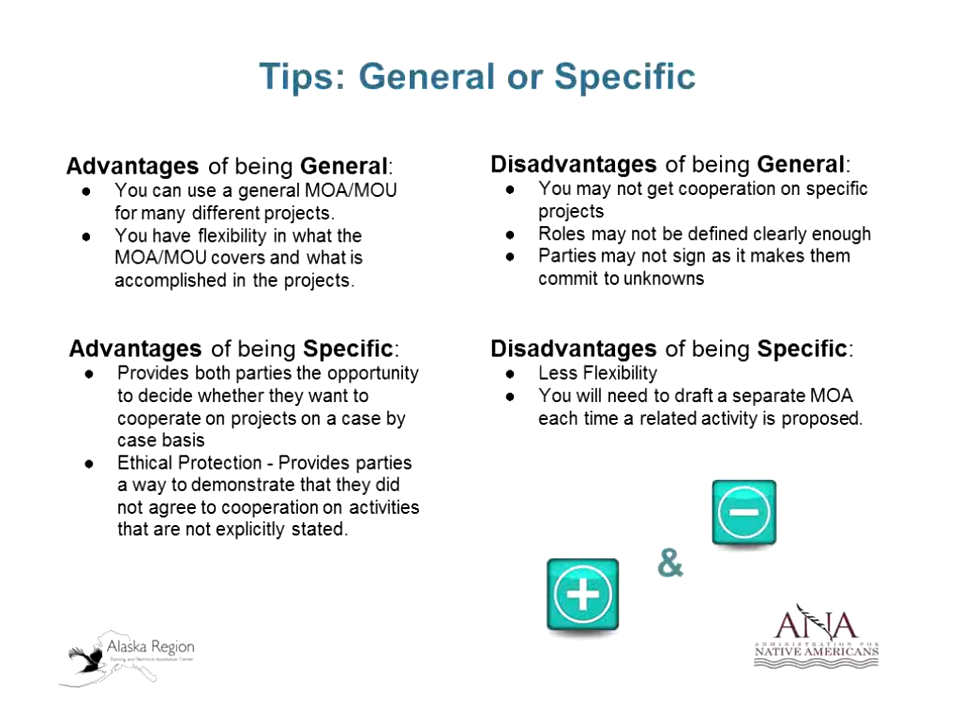 Tips: General or Specific
Advantages of being General:
● You can use a general MOA/MOU
for many different projects.
● You have flexibility in what the
MOA/MOU covers and what is
accomplished in the projects.
Disadvantages of being General:
● You may not get cooperation on specific
projects
● Roles may not be defined clearly enough
● Parties may not sign as it makes them
commit to unknowns
Advantages of being Specific:
● Provides both parties the opportunity
to decide whether they want to
cooperate on projects on a case by
case basis
● Ethical Protection - Provides parties
a way to demonstrate that they did
not agree to cooperation on activities
that are not explicitly stated.
Disadvantages of being Specific:
● Less Flexibility
● You will need to draft a separate MOA
each time a related activity is proposed.
&
Alaska Region
Training and Technical Assistance Center
ANA
ADMINISTRATION FOR
NATIVE AMERICANS